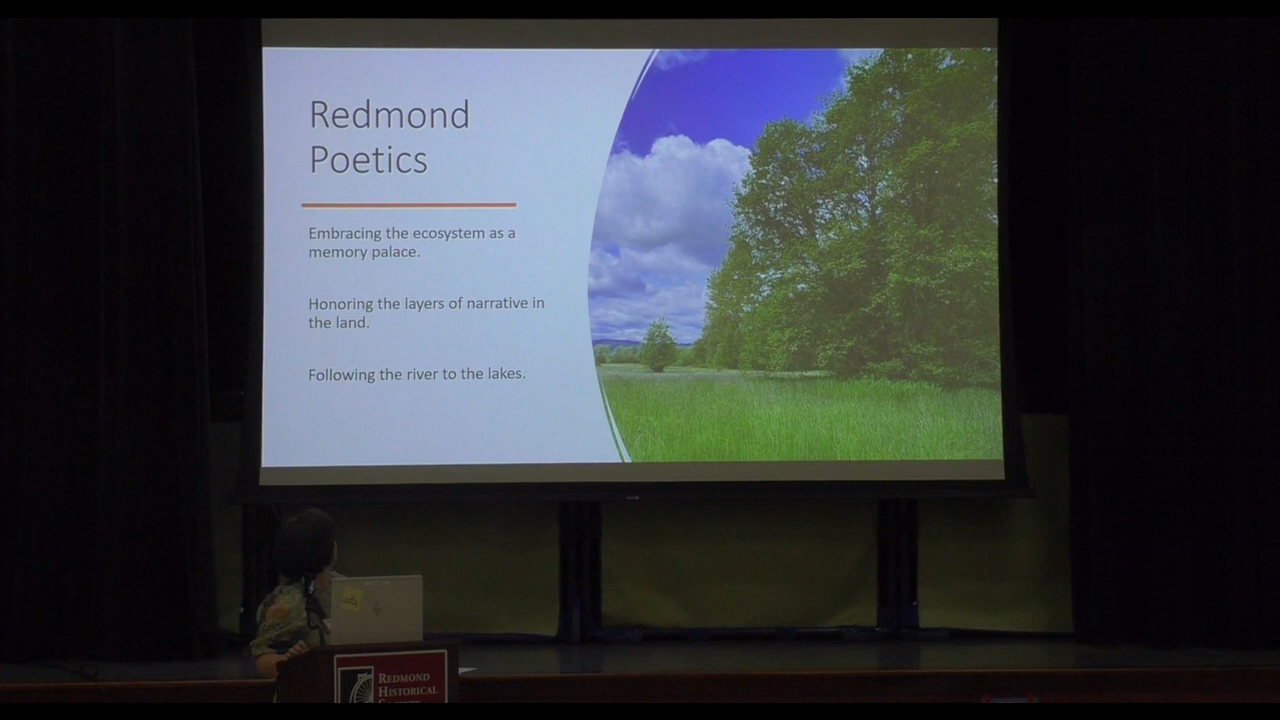 Redmond
Poetics
Embracing the ecosystem as a
memory palace.
Honoring the layers of narrative in
the land.
Following the river to the lakes.
REDMOND
HISTORICAL